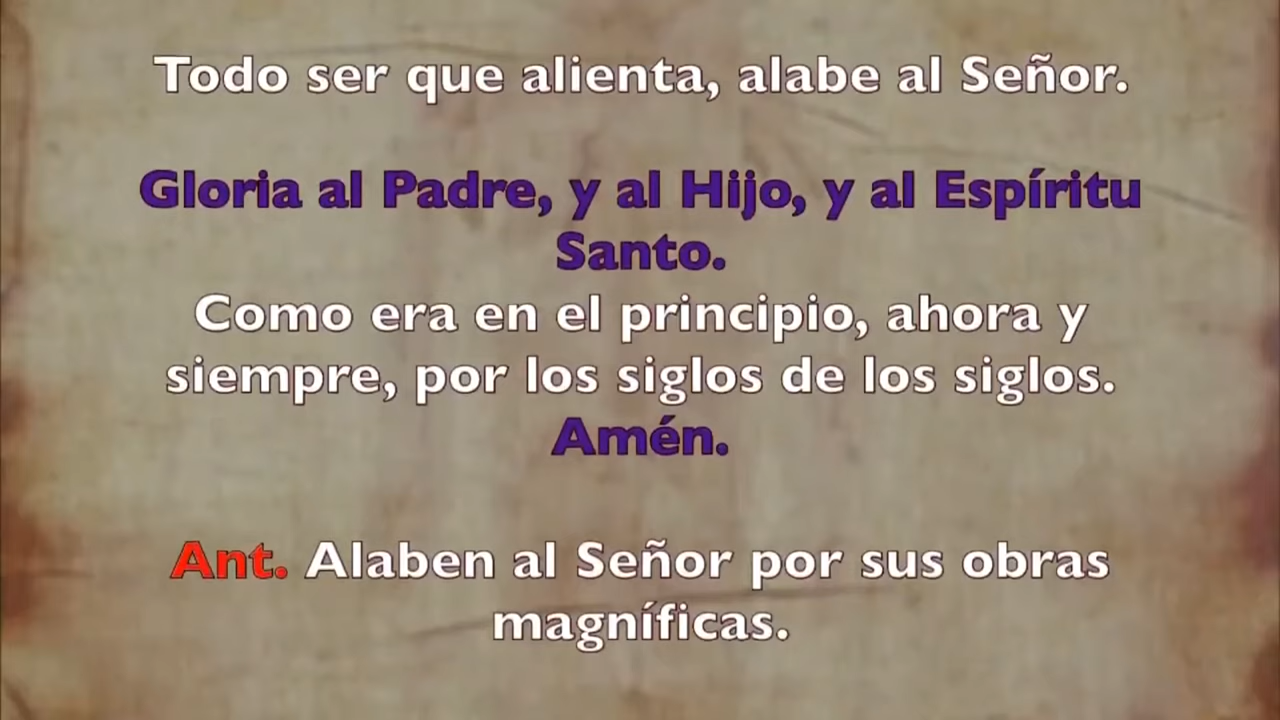 Todo ser que alienta, alabe al Señor.
Gloria al Padre, y al Hijo, y al Espíritu
Santo.
Como era en el principio, ahora y
siempre, por los siglos de los siglos.
Amén.
Ant. Alaben al Señor por sus obras
magníficas.